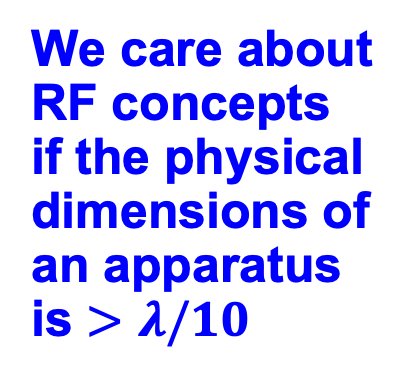 We care about
RF concepts
if the physical
dimensions of
an apparatus
is > λ/10